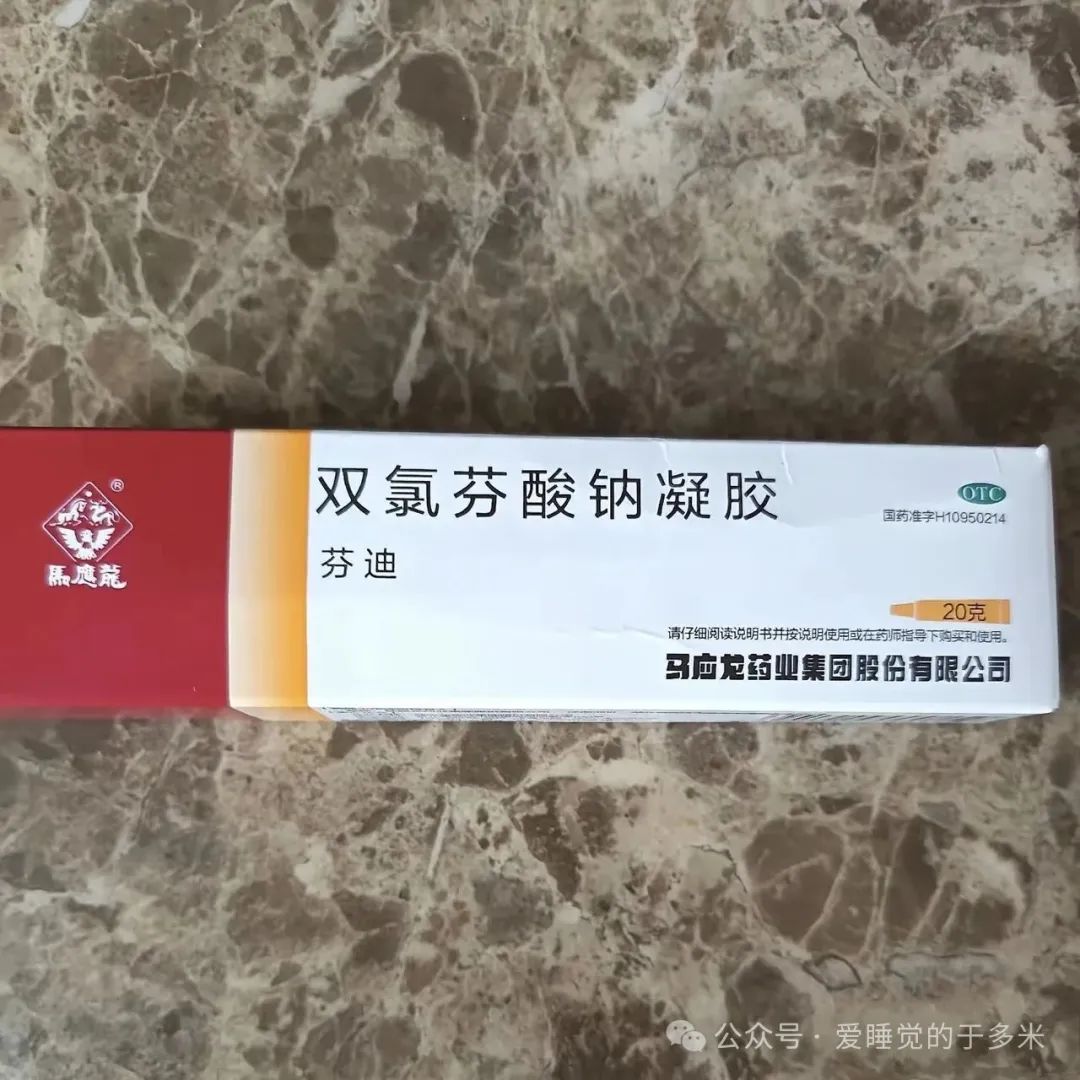 馬應龍
®
双氯芬酸钠凝胶
芬迪
OTC
国药准字H10950214
20克
请仔细阅读说明书并按说明使用或在药师指导下购买和使用。
马应龙药业集团股份有限公司
公众号·爱睡觉的于多米